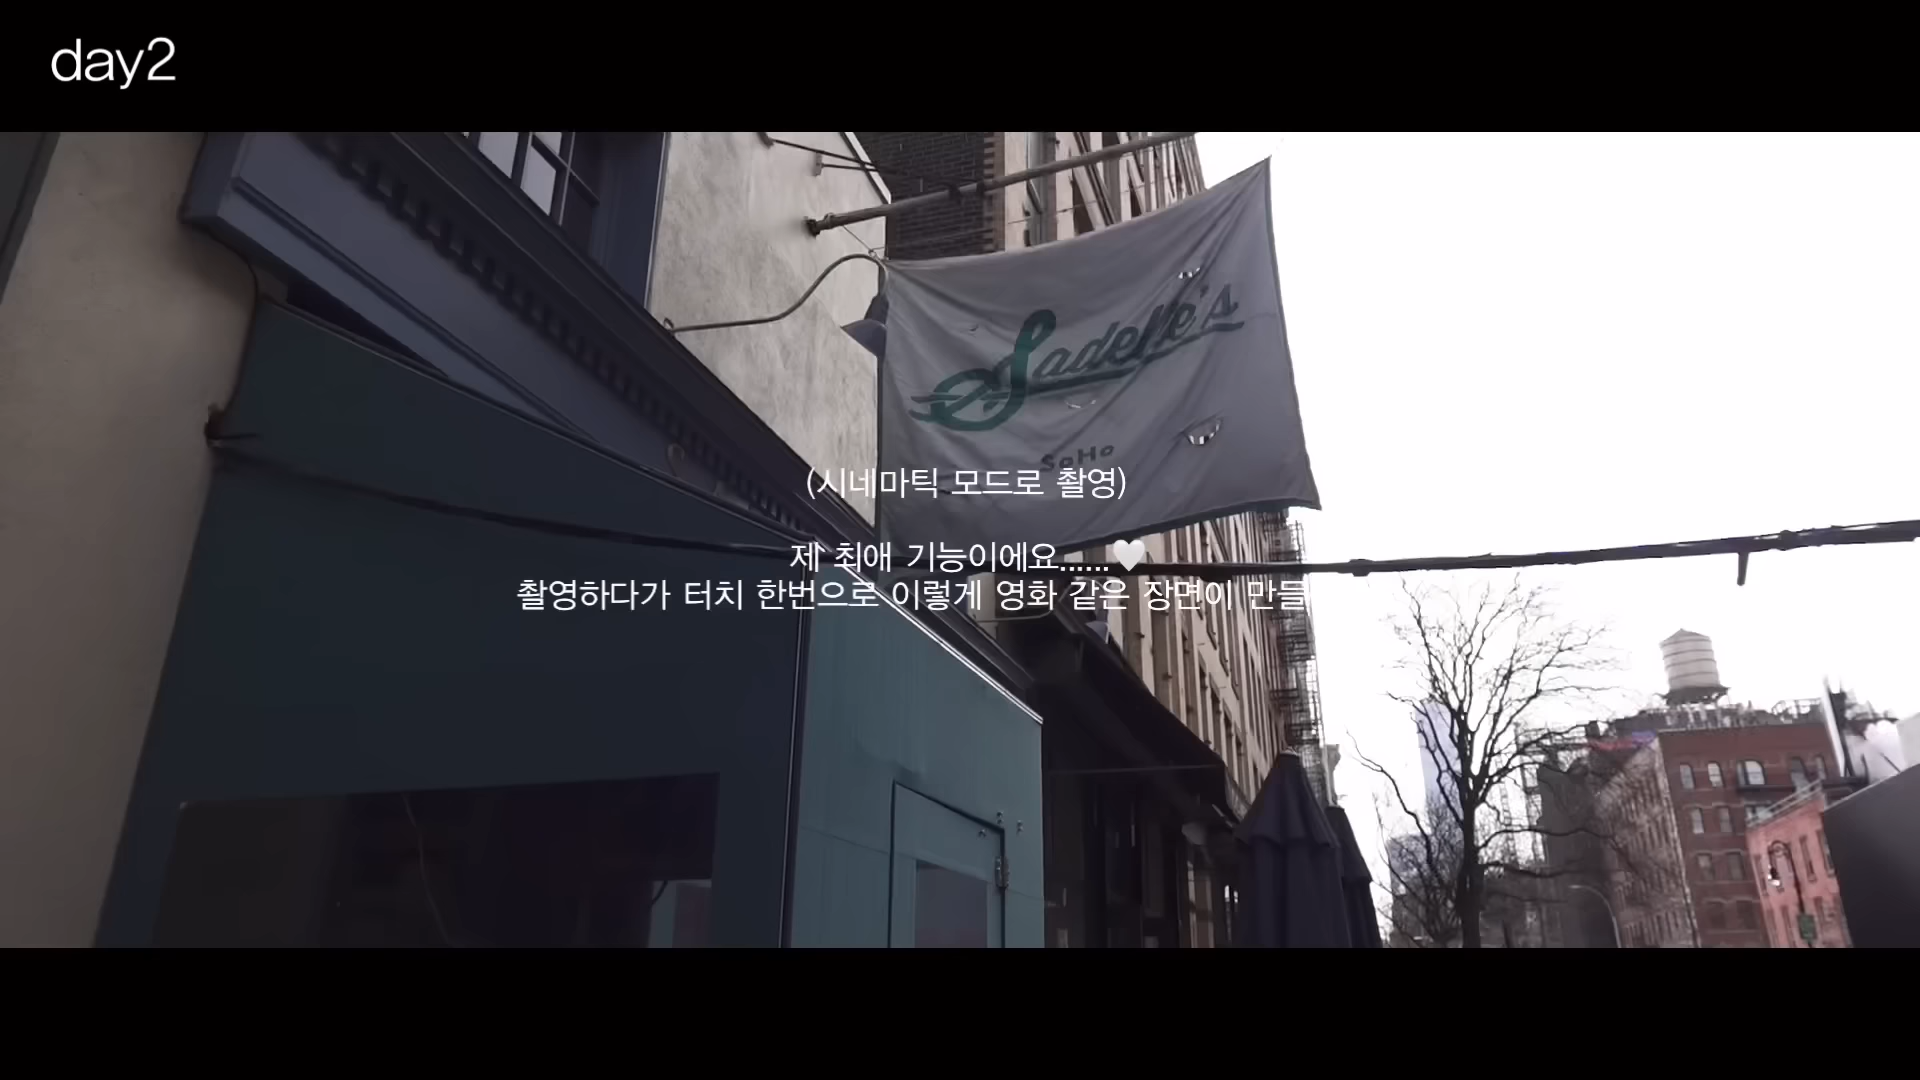 day2
Sadelle's
SoHo
(시네마틱 모드로 촬영)
제 최애 기능이에요......🤍
촬영하다가 터치 한번으로 이렇게 영화 같은 장면이 만들